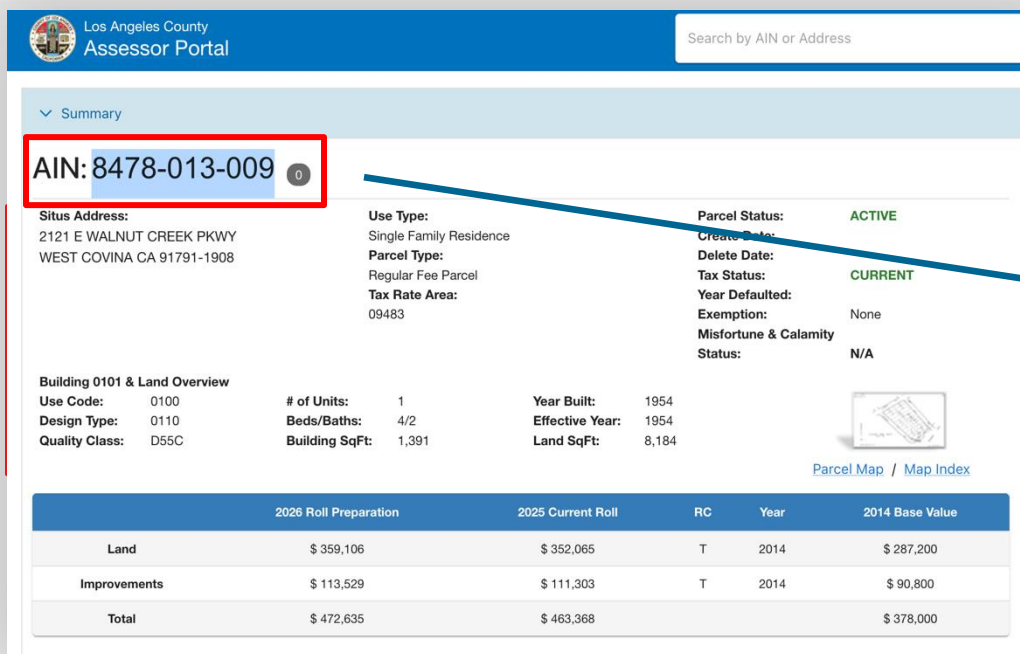 Los Angeles County
Assessor Portal
Search by AIN or Address
Summary
AIN: 8478-013-009 0
Situs Address:
2121 E WALNUT CREEK PKWY
WEST COVINA CA 91791-1908
Use Type:
Single Family Residence
Parcel Type:
Regular Fee Parcel
Tax Rate Area:
09483
Parcel Status: ACTIVE
Create Date:
Delete Date:
Tax Status: CURRENT
Year Defaulted:
Exemption: None
Misfortune & Calamity
Status: N/A
Building 0101 & Land Overview
Use Code: 0100 # of Units: 1 Year Built: 1954
Design Type: 0110 Beds/Baths: 4/2 Effective Year: 1954
Quality Class: D55C Building SqFt: 1,391 Land SqFt: 8,184
Parcel Map / Map Index
2026 Roll Preparation 2025 Current Roll RC Year 2014 Base Value
Land $ 359,106 $ 352,065 T 2014 $ 287,200
Improvements $ 113,529 $ 111,303 T 2014 $ 90,800
Total $ 472,635 $ 463,368 $ 378,000